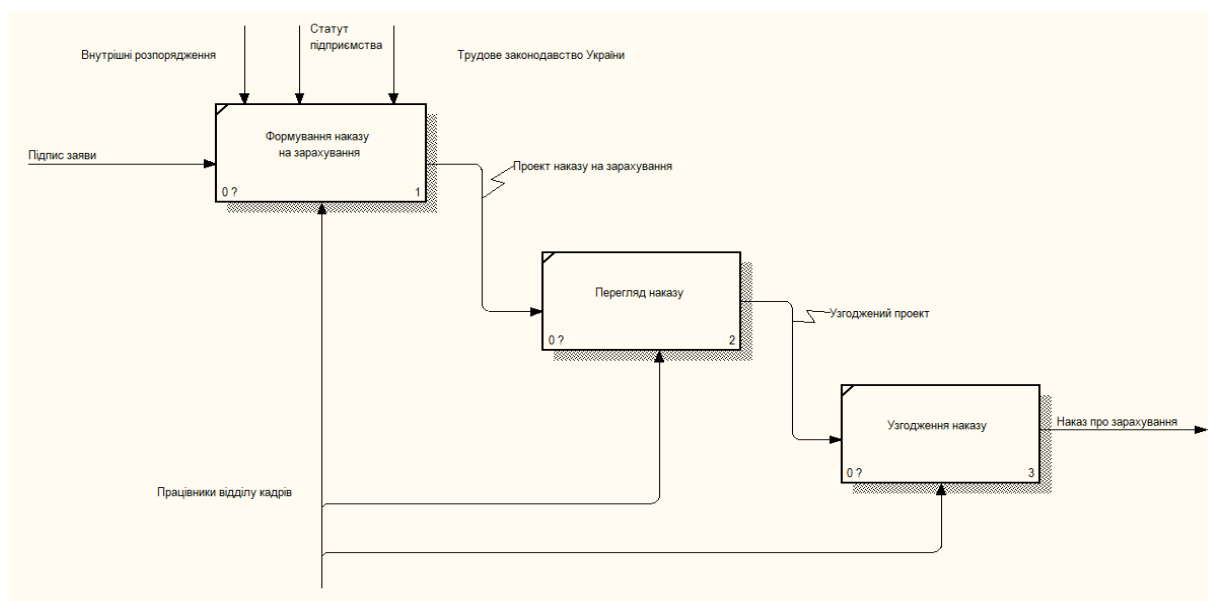 Статут
підприємства
Внутрішні розпорядження
Трудове законодавство України
Формування наказу
на зарахування
Підпис заяви
0 ?
1
Проект наказу на зарахування
Перегляд наказу
0 ?
2
Узгоджений проект
Узгодження наказу
0 ?
3
Наказ про зарахування
Працівники відділу кадрів